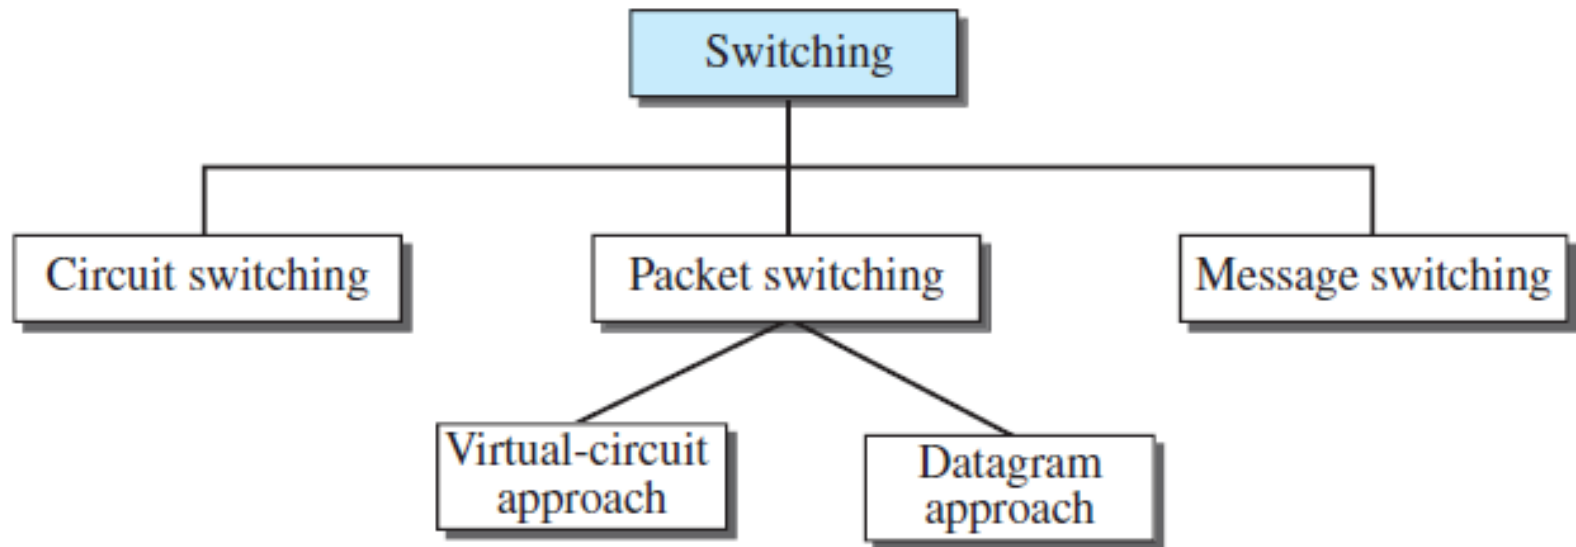 Switching
Circuit switching
Packet switching
Message switching
Virtual-circuit
approach
Datagram
approach